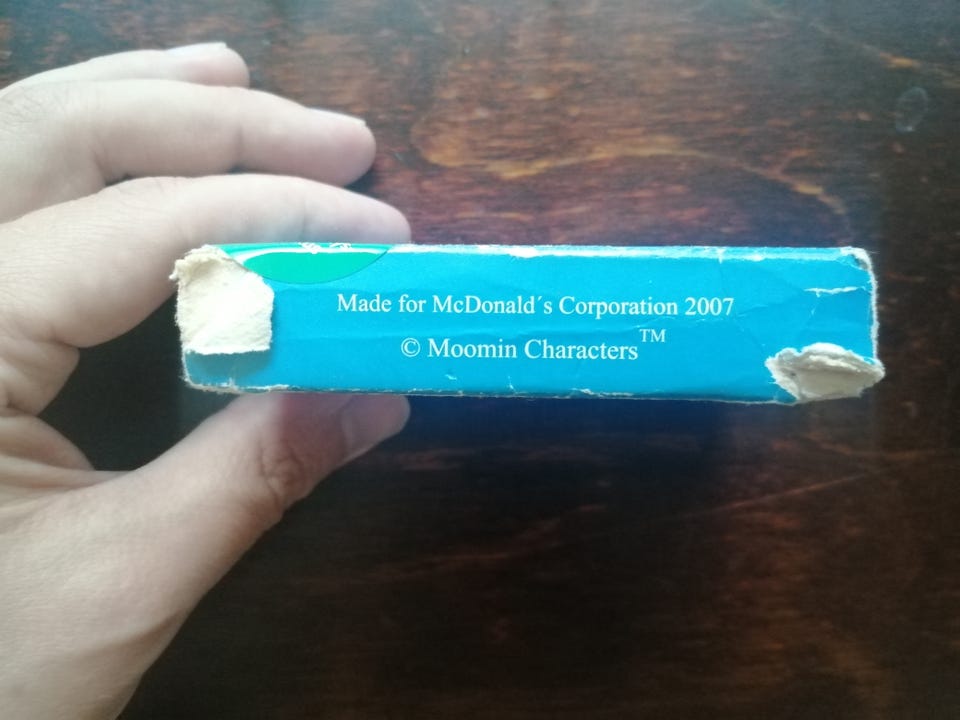 Made for McDonald´s Corporation 2007
© Moomin Characters™